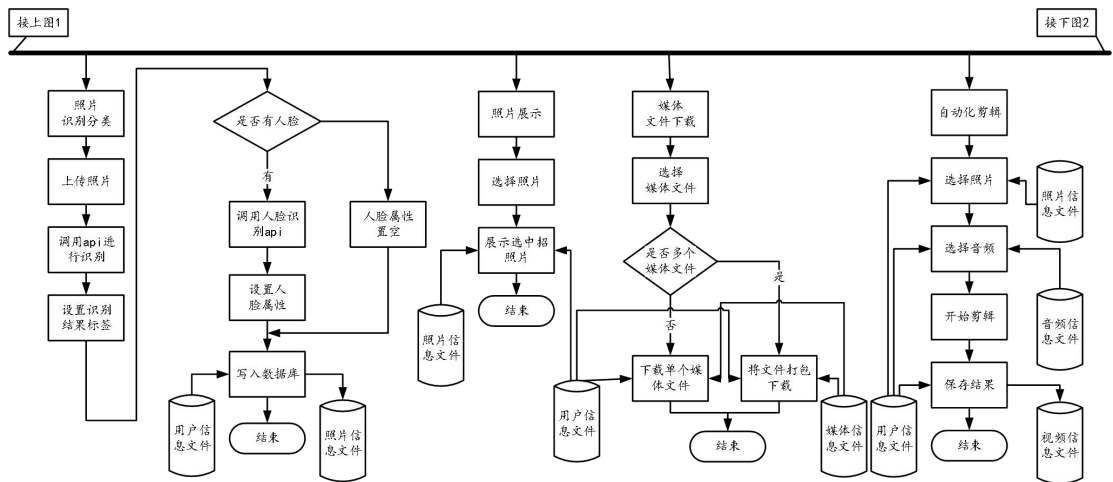 接上图1
接下图2
照片
识别分类
上传照片
调用api进
行识别
设置识别
结果标签
是否有人脸
有
调用人脸识
别api
设置人
脸属性
人脸属性
置空
写入数据库
用户信
息文件
照片信
息文件
结束
照片展示
选择照片
展示选中招
照片
结束
照片信
息文件
用户信
息文件
媒体
文件下载
选择
媒体文件
是否多个
媒体文件
是
否
下载单个媒
体文件
将文件打包
下载
结束
媒体信
息文件
自动化剪辑
选择照片
照片信
息文件
选择音频
开始剪辑
音频信
息文件
保存结果
用户信
息文件
视频信
息文件
结束